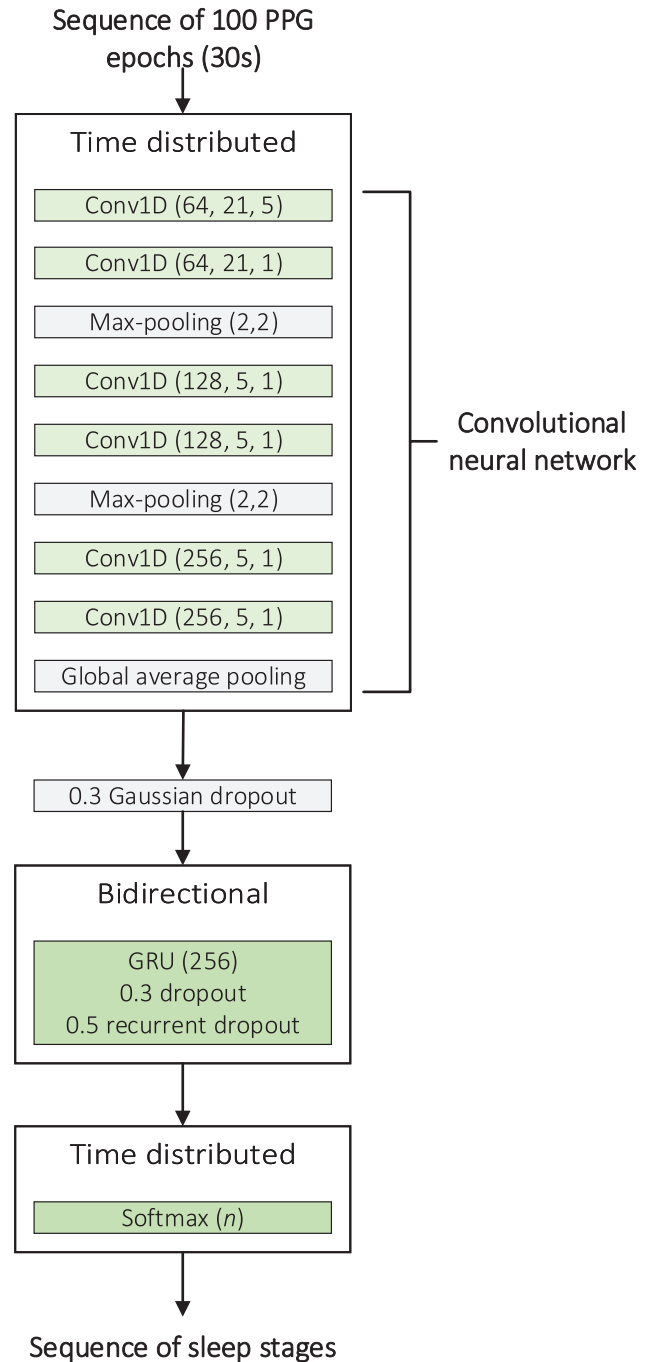 Sequence of 100 PPG
epochs (30s)
Time distributed
Conv1D (64, 21, 5)
Conv1D (64, 21, 1)
Max-pooling (2,2)
Conv1D (128, 5, 1)
Conv1D (128, 5, 1)
Max-pooling (2,2)
Conv1D (256, 5, 1)
Conv1D (256, 5, 1)
Global average pooling
Convolutional
neural network
0.3 Gaussian dropout
Bidirectional
GRU (256)
0.3 dropout
0.5 recurrent dropout
Time distributed
Softmax (n)
Sequence of sleep stages